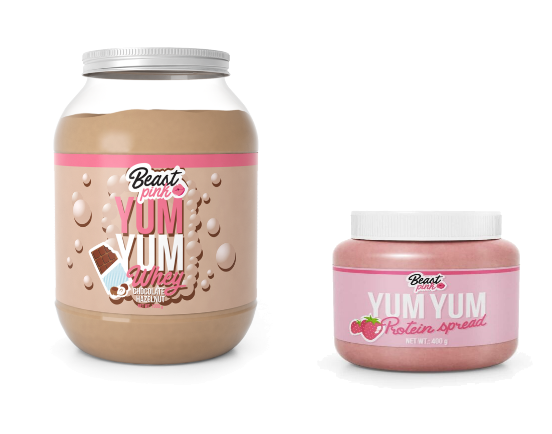 Beast
pink
YUM
YUM
Whey
CHOCOLATE
HAZELNUT
Beast
pink
YUM YUM
Protein spread
NET WT.: 400 g